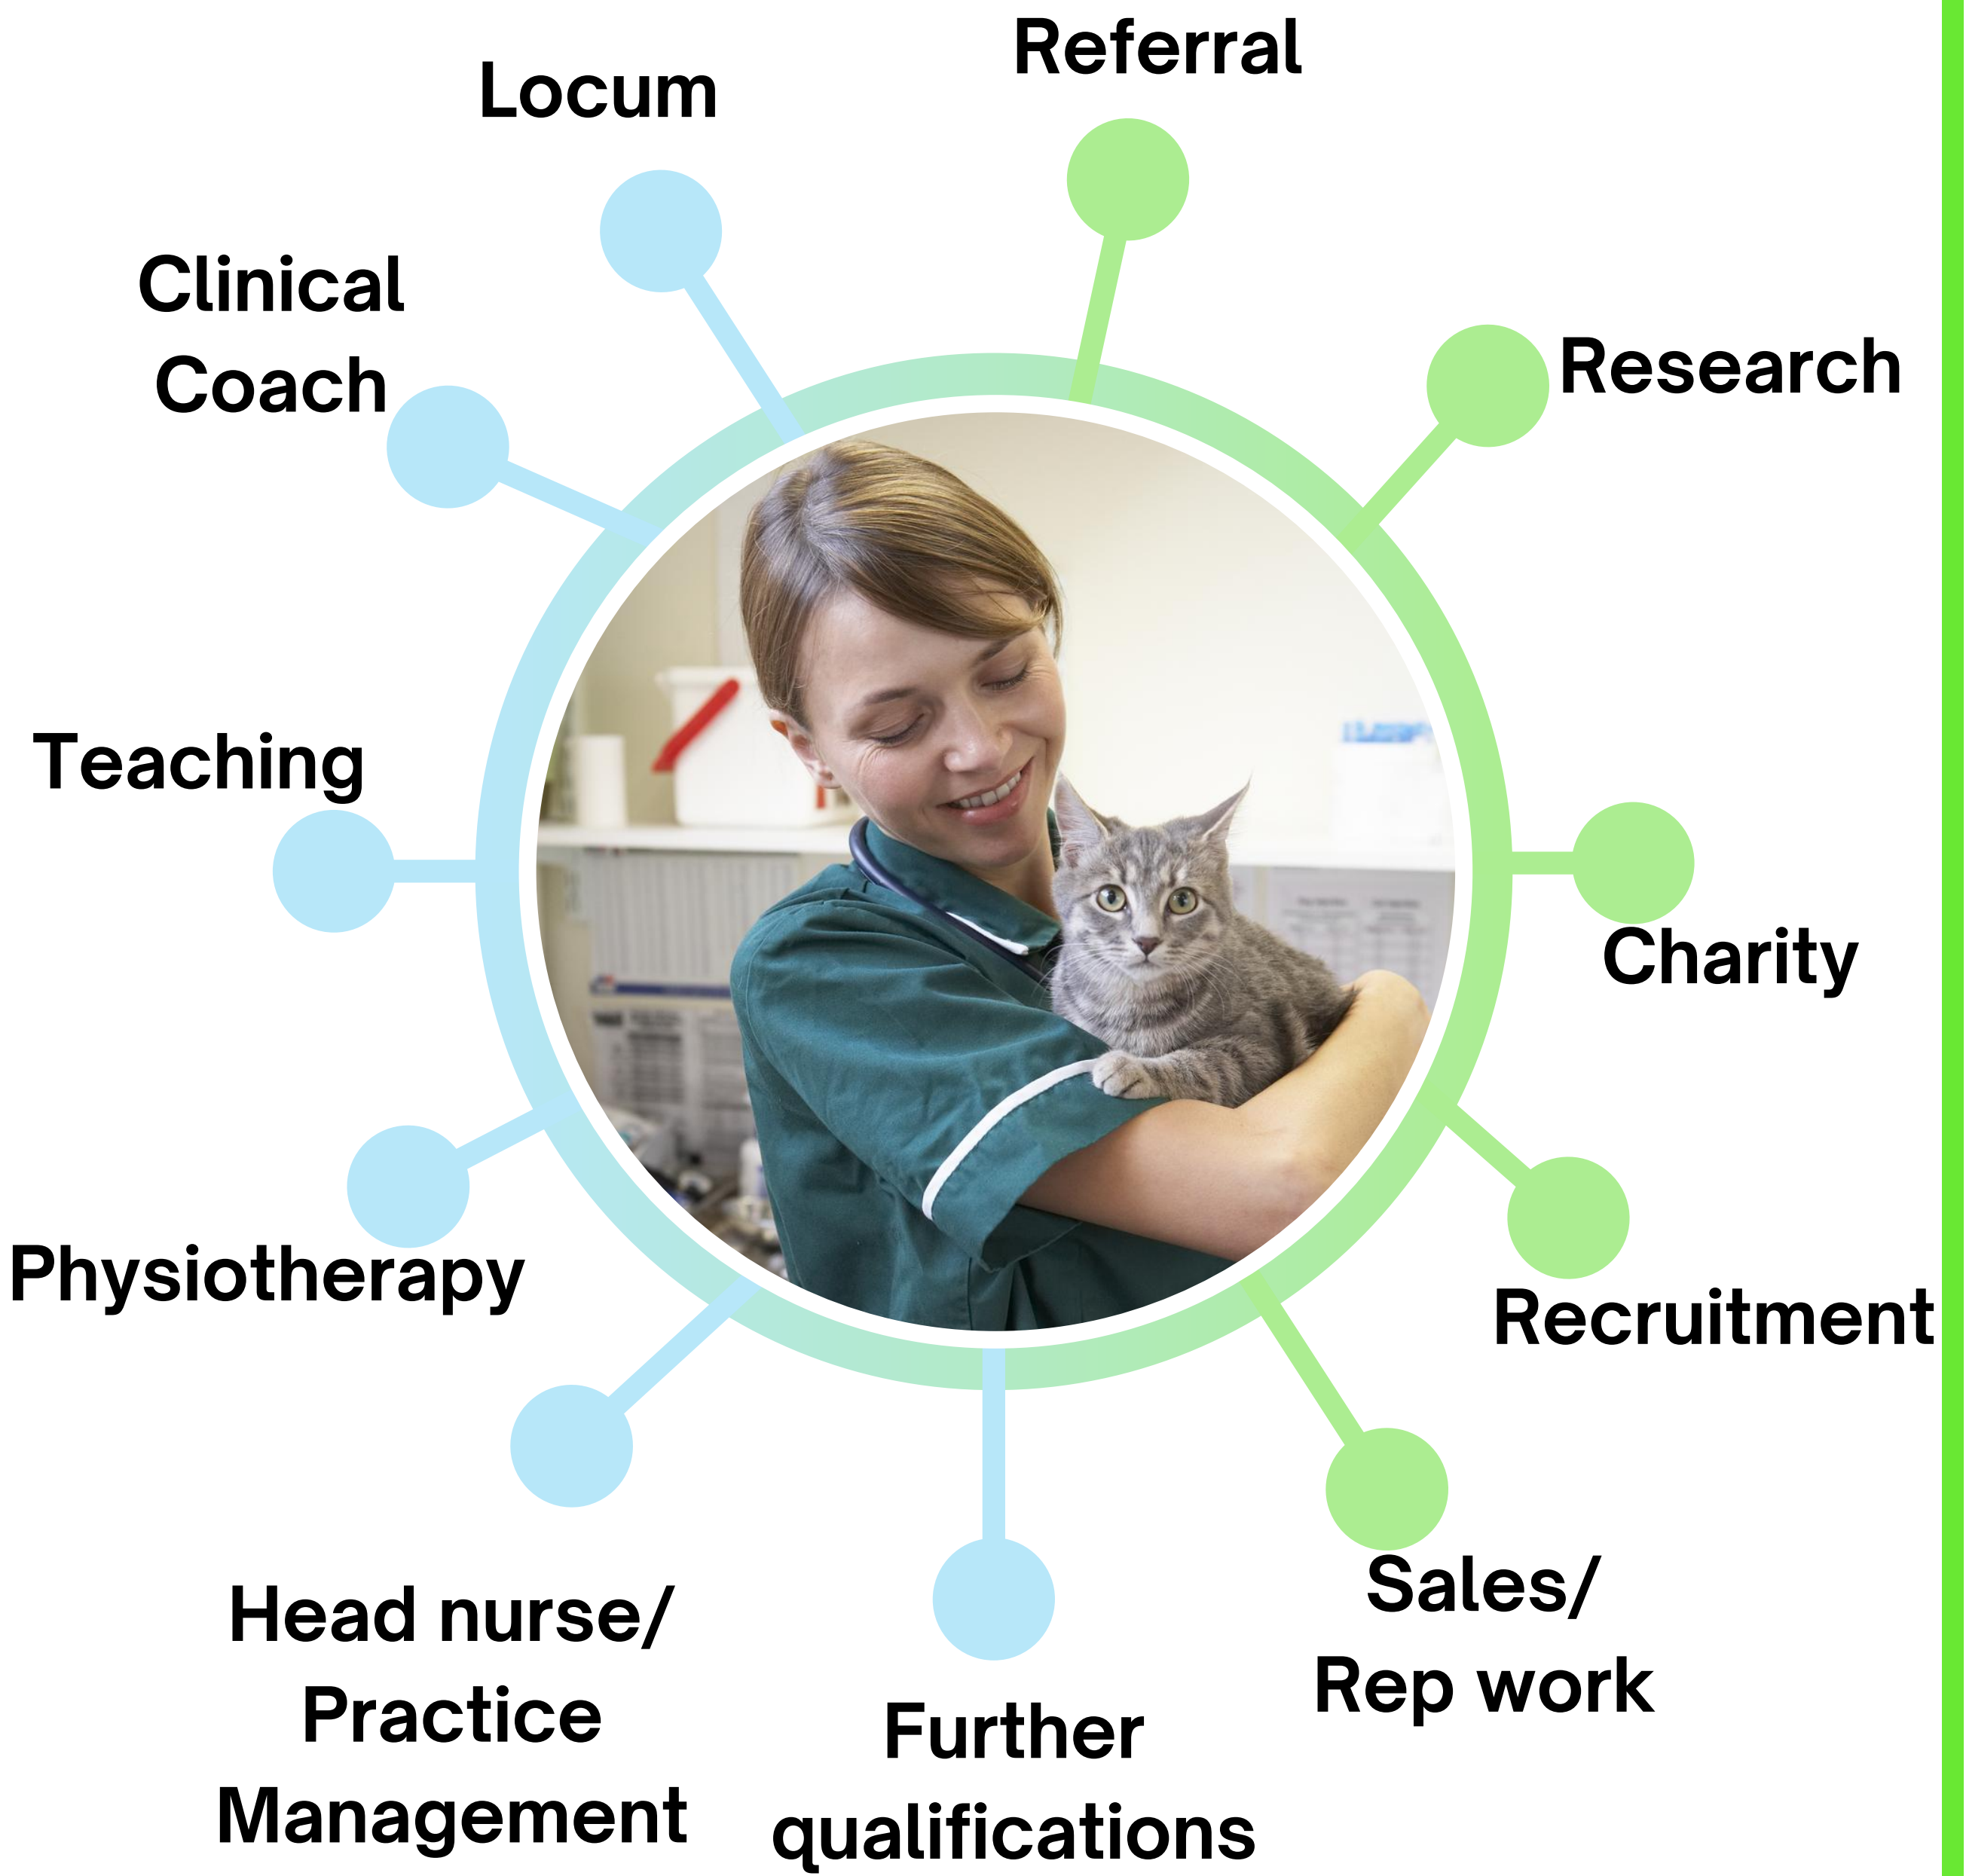 Referral
Locum
Clinical
Coach
Research
Teaching
Charity
Physiotherapy
Recruitment
Sales/
Rep work
Head nurse/
Practice
Management
Further
qualifications